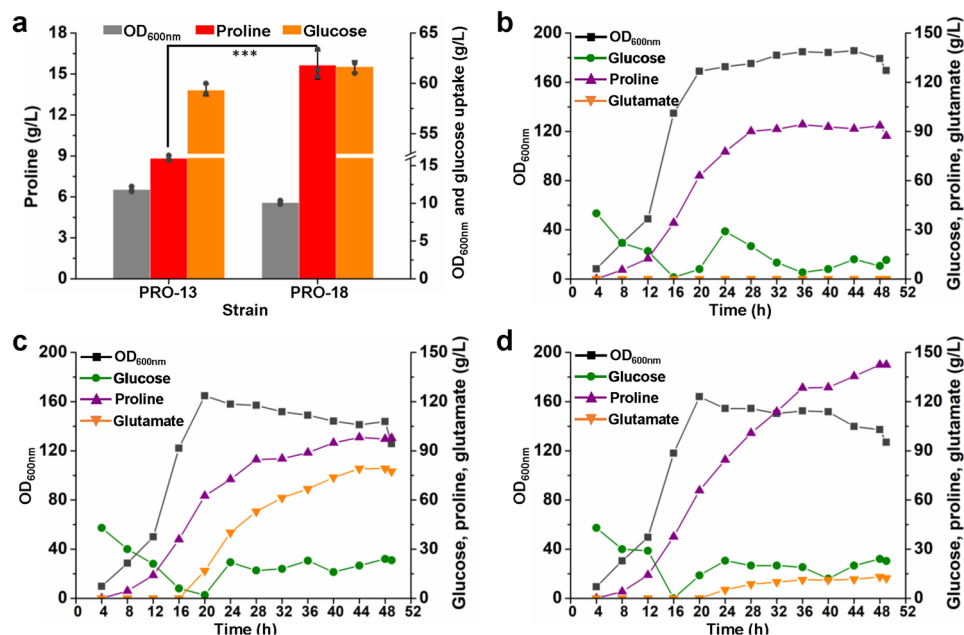 a
OD600nm Proline Glucose
***
Proline (g/L)
18
15
12
9
6
3
0
OD600nm and glucose uptake (g/L)
65
60
55
15
10
5
0
PRO-13 PRO-18
Strain
b
OD600nm
Glucose
Proline
Glutamate
OD600nm
200
160
120
80
40
0
Glucose, proline, glutamate (g/L)
150
120
90
60
30
0
0 4 8 12 16 20 24 28 32 36 40 44 48 52
Time (h)
c
OD600nm
Glucose
Proline
Glutamate
OD600nm
200
160
120
80
40
0
Glucose, proline, glutamate (g/L)
150
120
90
60
30
0
0 4 8 12 16 20 24 28 32 36 40 44 48 52
Time (h)
d
OD600nm
Glucose
Proline
Glutamate
OD600nm
200
160
120
80
40
0
Glucose, proline, glutamate (g/L)
150
120
90
60
30
0
0 4 8 12 16 20 24 28 32 36 40 44 48 52
Time (h)